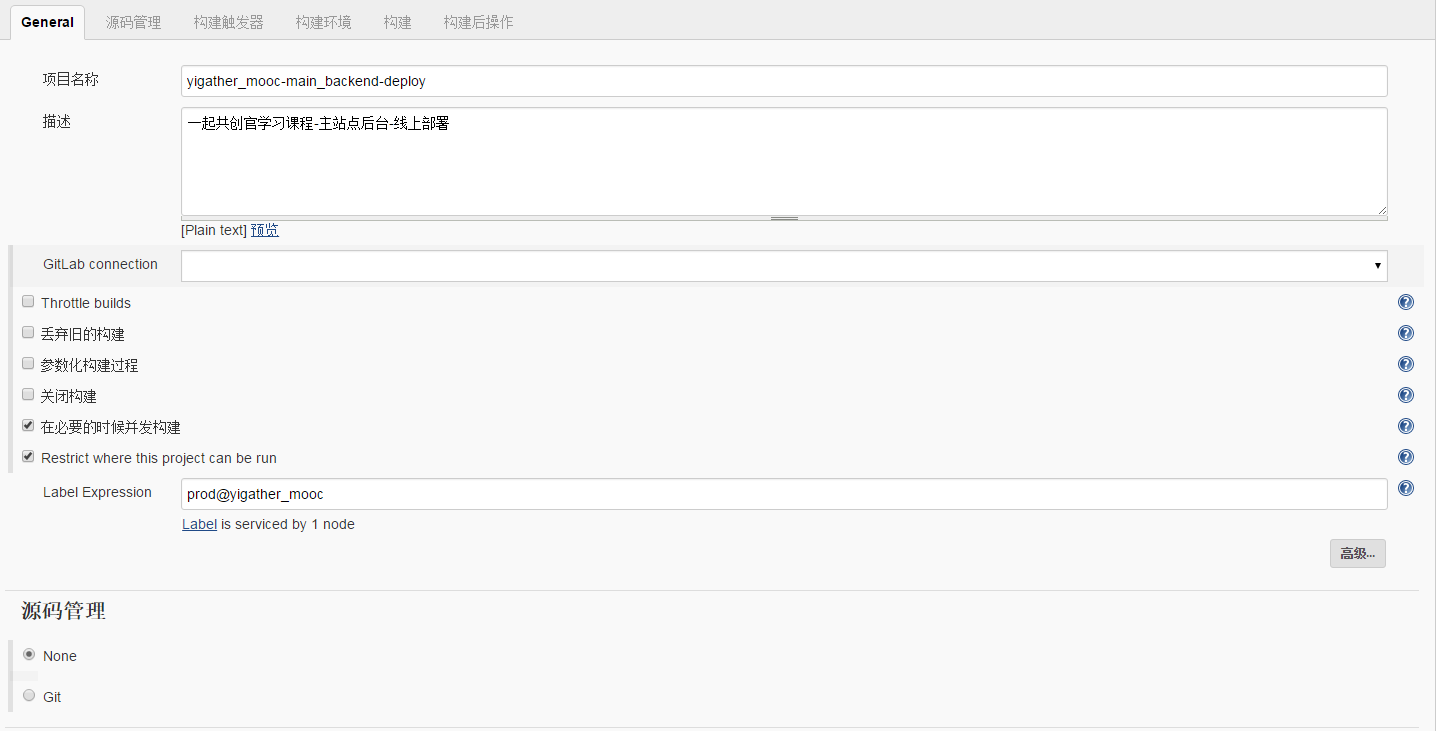 General 源码管理 构建触发器 构建环境 构建 构建后操作
项目名称 yigather_mooc-main_backend-deploy
描述 一起共创官学习课程-主站点后台-线上部署
[Plain text] 预览
GitLab connection
Throttle builds
丢弃旧的构建
参数化构建过程
关闭构建
在必要的时候并发构建
Restrict where this project can be run
Label Expression prod@yigather_mooc
Label is serviced by 1 node
高级...
源码管理
None
Git